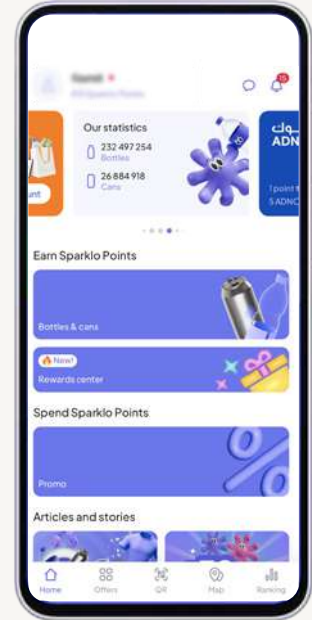 15
Our statistics
232 497 254
Bottles
26 884 918
Cans
ADN
1 point
5 ADNO
unt
Earn Sparklo Points
Bottles & cans
New!
Rewards center
Spend Sparklo Points
Promo
Articles and stories
Home
Offers
QR
Map
Ranking